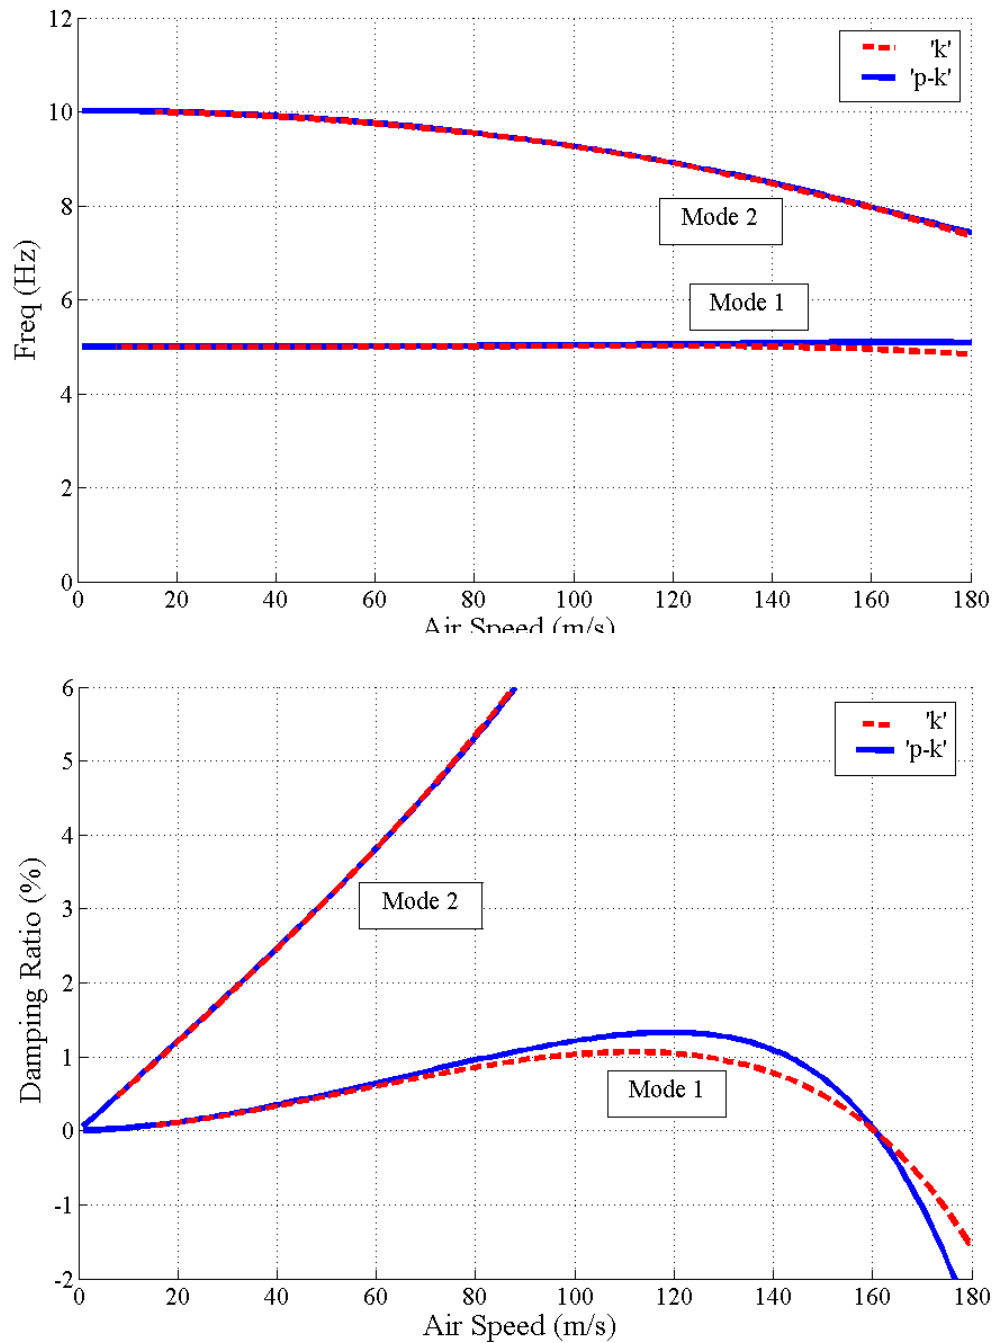 12
'k'
'p-k'
10
8
Mode 2
6
Mode 1
4
2
0
Freq (Hz)
0 20 40 60 80 100 120 140 160 180
Air Speed (m/s)
6
'k'
'p-k'
5
4
3
Mode 2
2
1
Mode 1
0
-1
-2
Damping Ratio (%)
0 20 40 60 80 100 120 140 160 180
Air Speed (m/s)